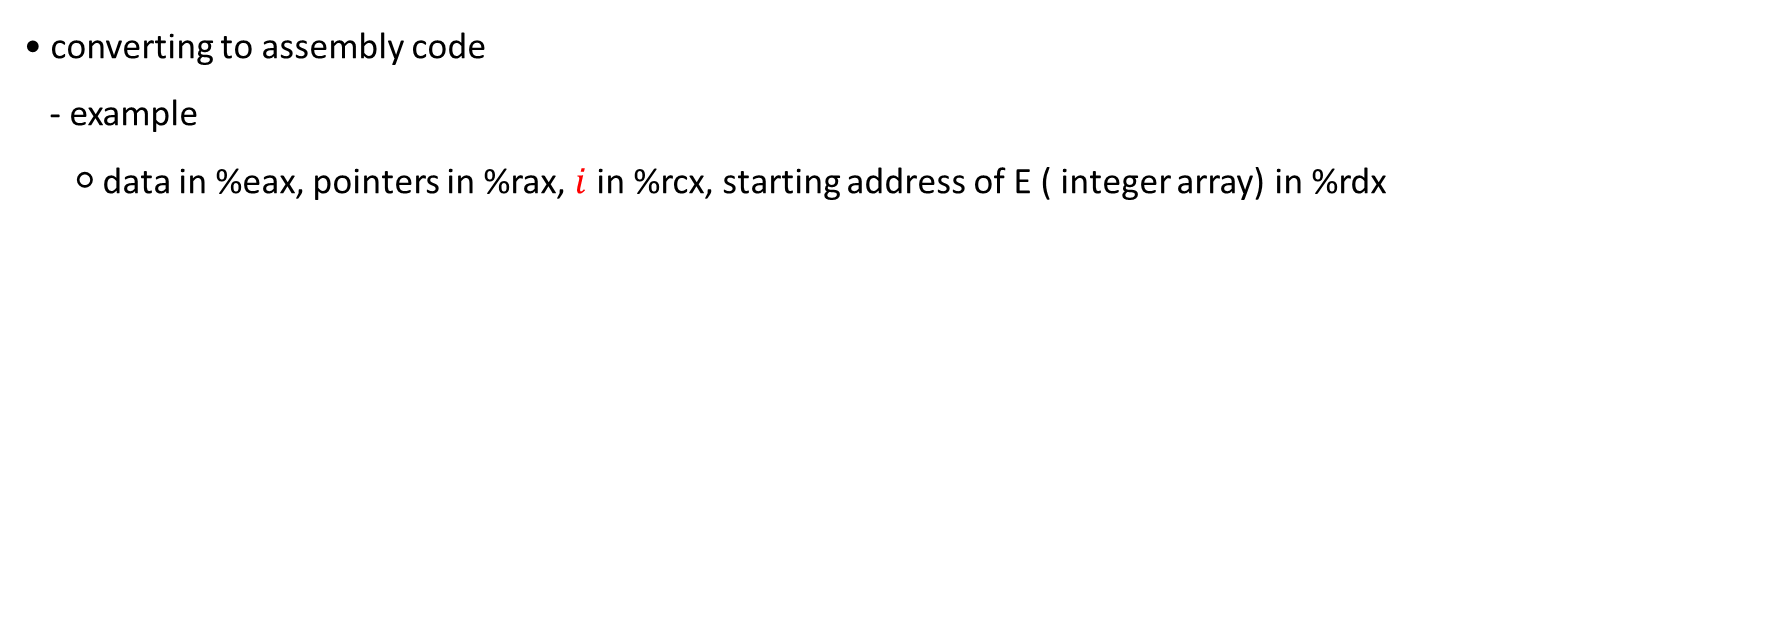 • converting to assembly code
- example
○ data in %eax, pointers in %rax, i in %rcx, starting address of E ( integer array) in %rdx